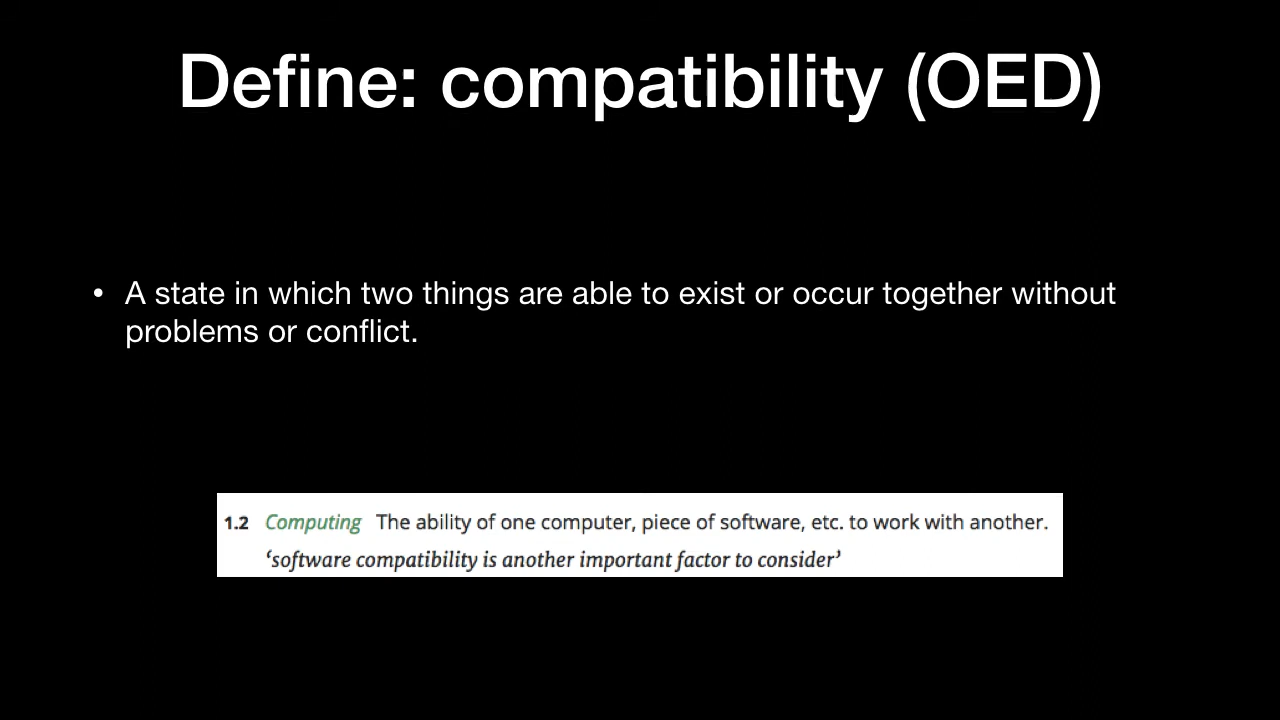 Define: compatibility (OED)
• A state in which two things are able to exist or occur together without
problems or conflict.
1.2 Computing The ability of one computer, piece of software, etc. to work with another.
‘software compatibility is another important factor to consider’